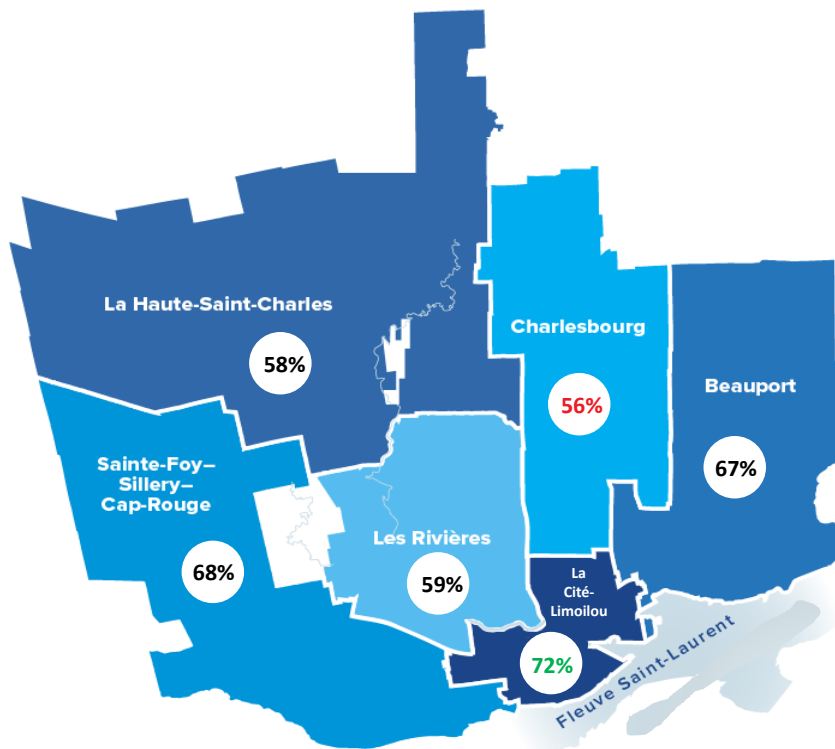 La Haute-Saint-Charles
58%
Charlesbourg
56%
Beauport
67%
Sainte-Foy–
Sillery–
Cap-Rouge
68%
Les Rivières
59%
La
Cité-
Limoilou
72%
Fleuve Saint-Laurent